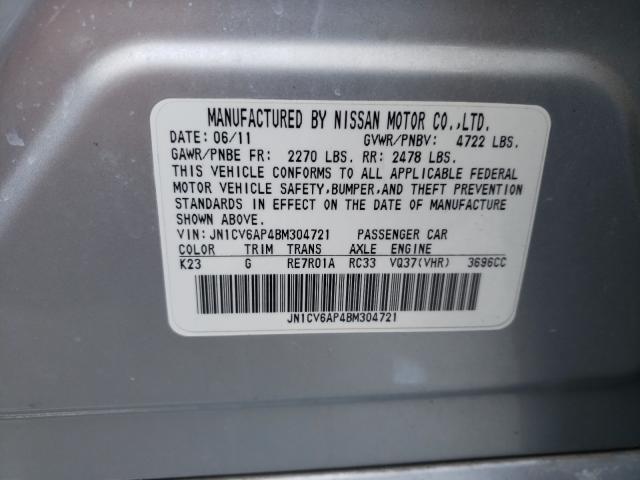 MANUFACTURED BY NISSAN MOTOR CO.,LTD.
DATE: 06/11 GVWR/PNBV: 4722 LBS.
GAWR/PNBE FR: 2270 LBS. RR: 2478 LBS.
THIS VEHICLE CONFORMS TO ALL APPLICABLE FEDERAL
MOTOR VEHICLE SAFETY,BUMPER,AND THEFT PREVENTION
STANDARDS IN EFFECT ON THE DATE OF MANUFACTURE
SHOWN ABOVE.
VIN: JN1CV6AP4BM304721 PASSENGER CAR
COLOR TRIM TRANS AXLE ENGINE
K23 G RE7R01A RC33 VQ37(VHR) 3696CC
JN1CV6AP4BM304721